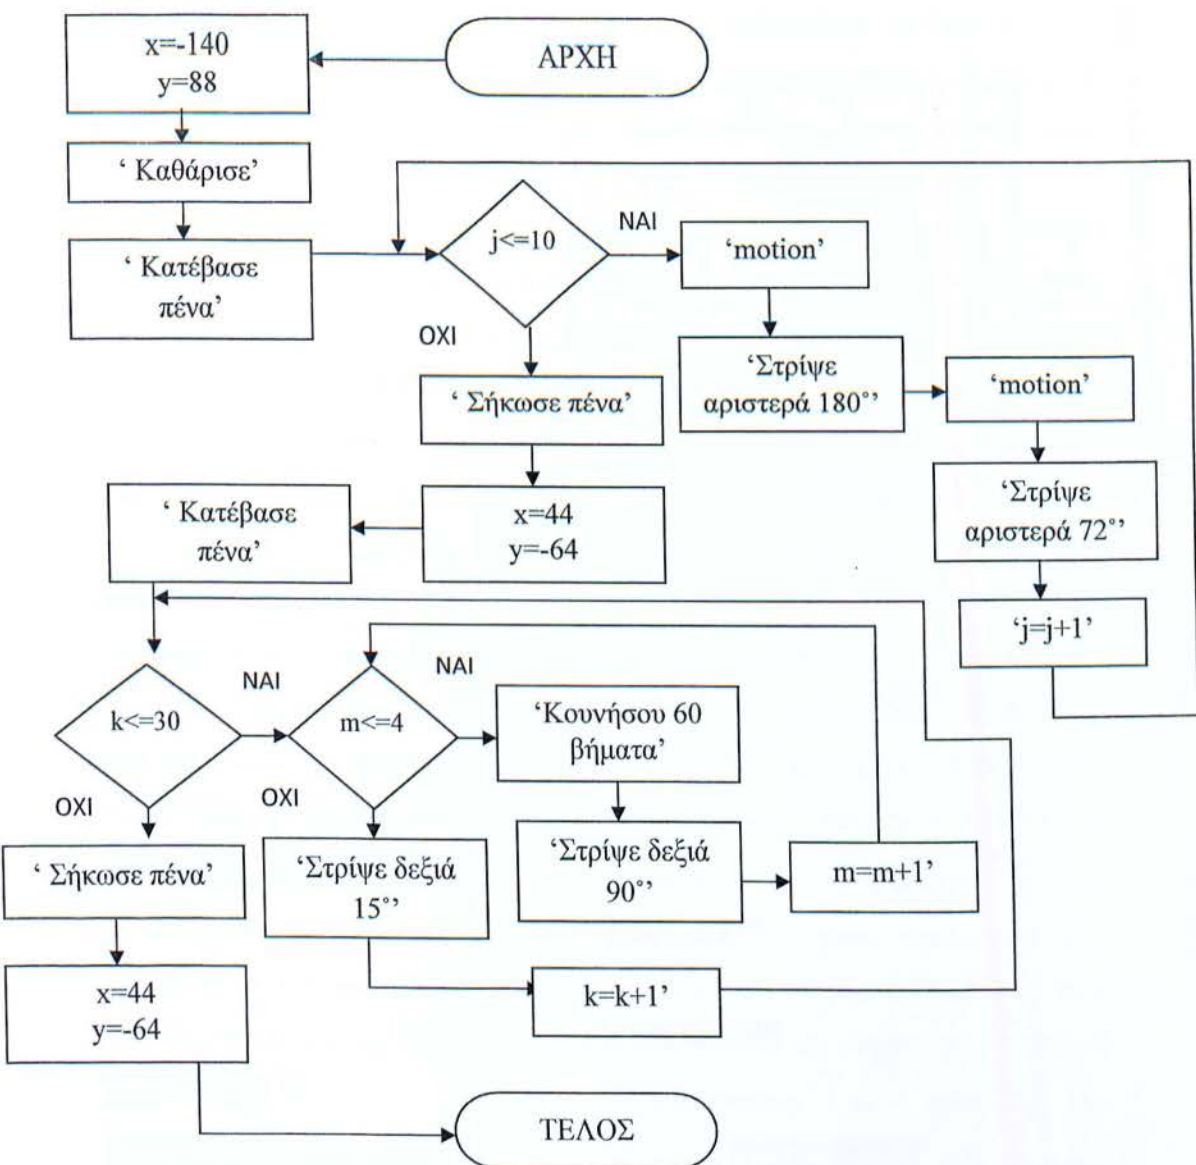 ΑΡΧΗ
x=-140
y=88
‘ Καθάρισε’
‘ Κατέβασε
πένα’
j<=10
ΝΑΙ
‘motion’
‘Στρίψε
αριστερά 180°’
‘motion’
‘Στρίψε
αριστερά 72°’
‘j=j+1’
ΟΧΙ
‘ Σήκωσε πένα’
x=44
y=-64
‘ Κατέβασε
πένα’
k<=30
ΝΑΙ
m<=4
ΝΑΙ
‘Κουνήσου 60
βήματα’
‘Στρίψε δεξιά
90°’
m=m+1’
ΟΧΙ
‘Στρίψε δεξιά
15°’
k=k+1’
ΟΧΙ
‘ Σήκωσε πένα’
x=44
y=-64
ΤΕΛΟΣ